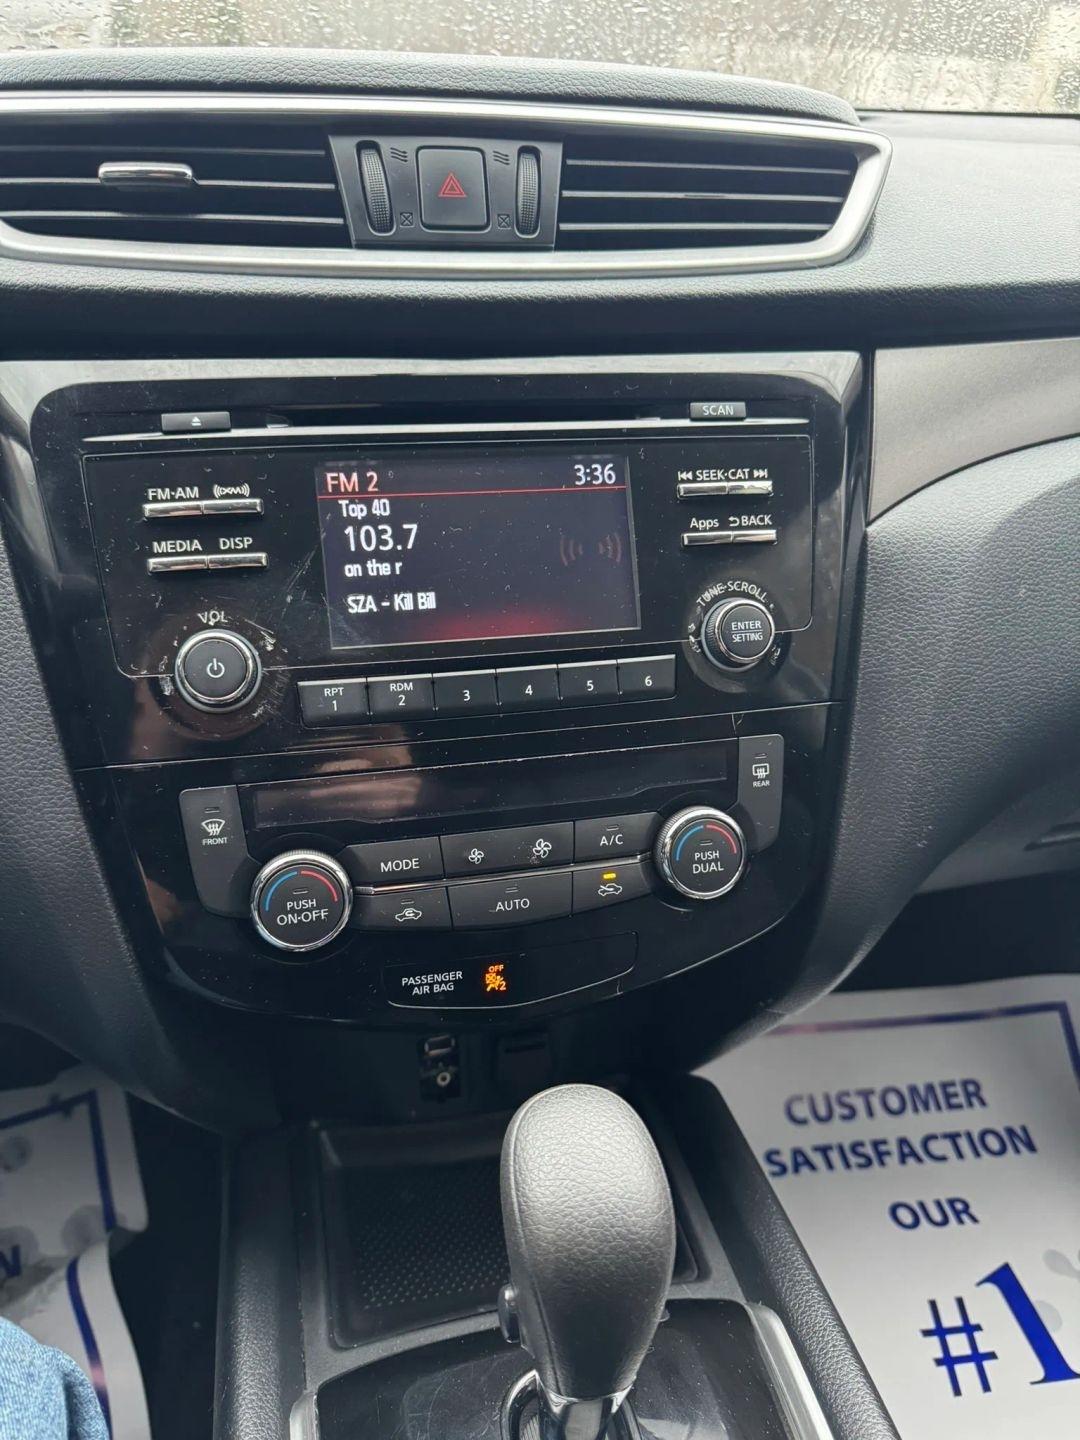 SCAN
FM 2 3:36
Top 40
103.7
on the r
SZA - Kill Bill
FM·AM ((XM))
MEDIA DISP
VOL
SEEK·CAT
Apps BACK
TUNE·SCROLL
ENTER
SETTING
RPT
1
RDM
2
3
4
5
6
FRONT
REAR
MODE
A/C
AUTO
PUSH
ON·OFF
PUSH
DUAL
PASSENGER
AIR BAG
OFF
2
CUSTOMER
SATISFACTION
OUR
#1